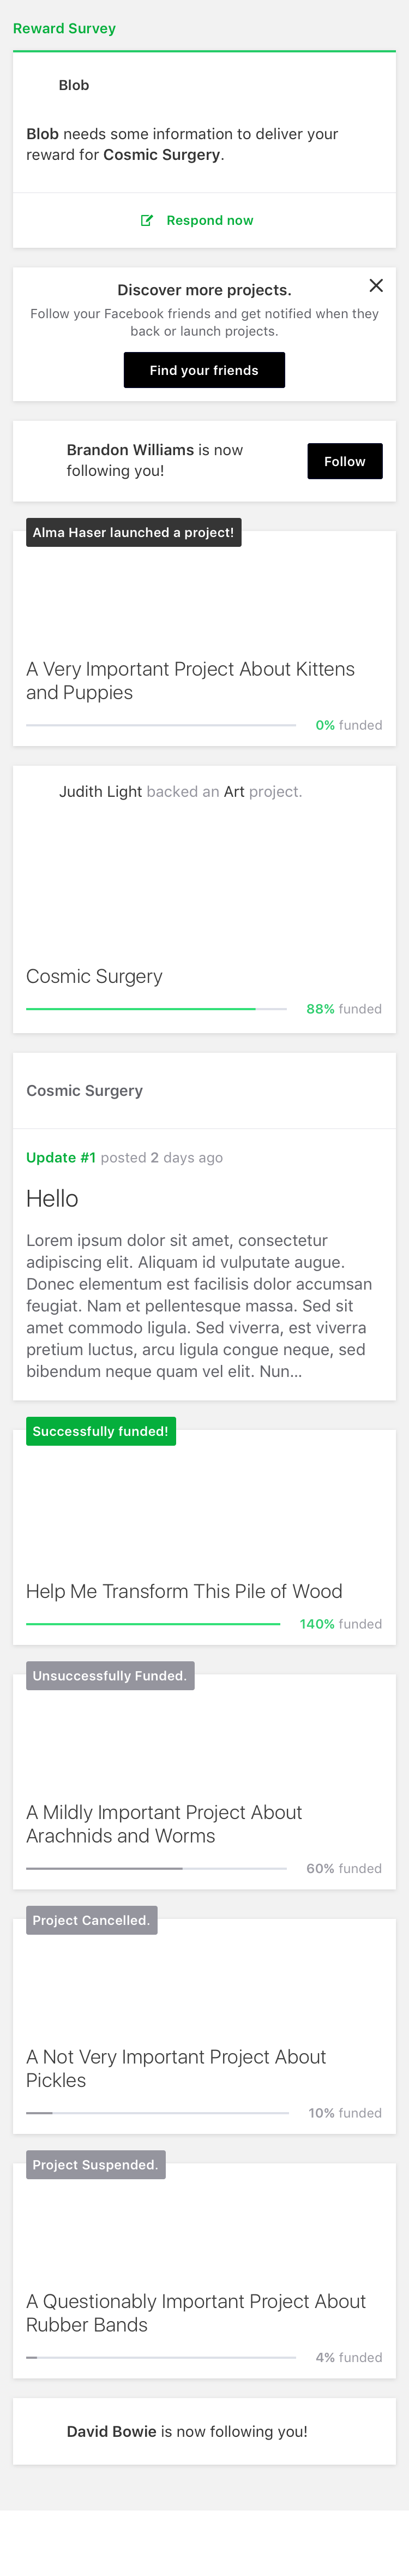 Reward Survey
Blob
Blob needs some information to deliver your
reward for Cosmic Surgery.
Respond now
Discover more projects.
Follow your Facebook friends and get notified when they
back or launch projects.
Find your friends
Brandon Williams is now
following you!
Follow
Alma Haser launched a project!
A Very Important Project About Kittens
and Puppies
0% funded
Judith Light backed an Art project.
Cosmic Surgery
88% funded
Cosmic Surgery
Update #1 posted 2 days ago
Hello
Lorem ipsum dolor sit amet, consectetur
adipiscing elit. Aliquam id vulputate augue.
Donec elementum est facilisis dolor accumsan
feugiat. Nam et pellentesque massa. Sed sit
amet commodo ligula. Sed viverra, est viverra
pretium luctus, arcu ligula congue neque, sed
bibendum neque quam vel elit. Nun...
Successfully funded!
Help Me Transform This Pile of Wood
140% funded
Unsuccessfully Funded.
A Mildly Important Project About
Arachnids and Worms
60% funded
Project Cancelled.
A Not Very Important Project About
Pickles
10% funded
Project Suspended.
A Questionably Important Project About
Rubber Bands
4% funded
David Bowie is now following you!